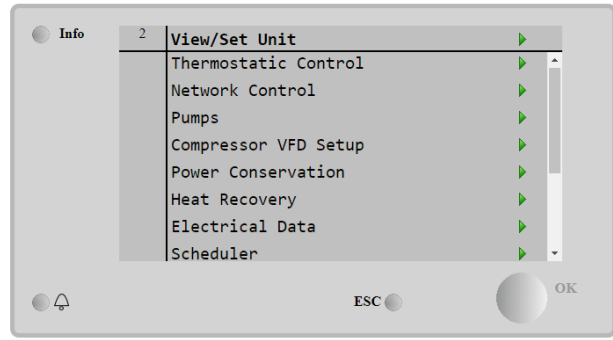 Info
2 View/Set Unit
Thermostatic Control
Network Control
Pumps
Compressor VFD Setup
Power Conservation
Heat Recovery
Electrical Data
Scheduler
ESC
OK